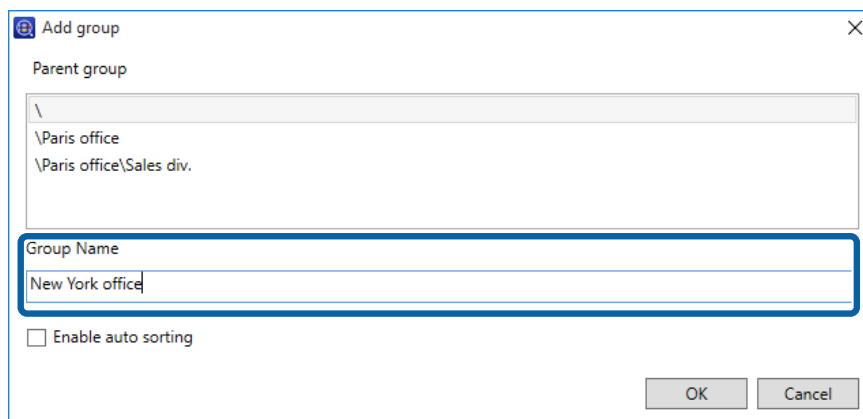 Add group
Parent group
\
\Paris office
\Paris office\Sales div.
Group Name
New York office
Enable auto sorting
OK Cancel